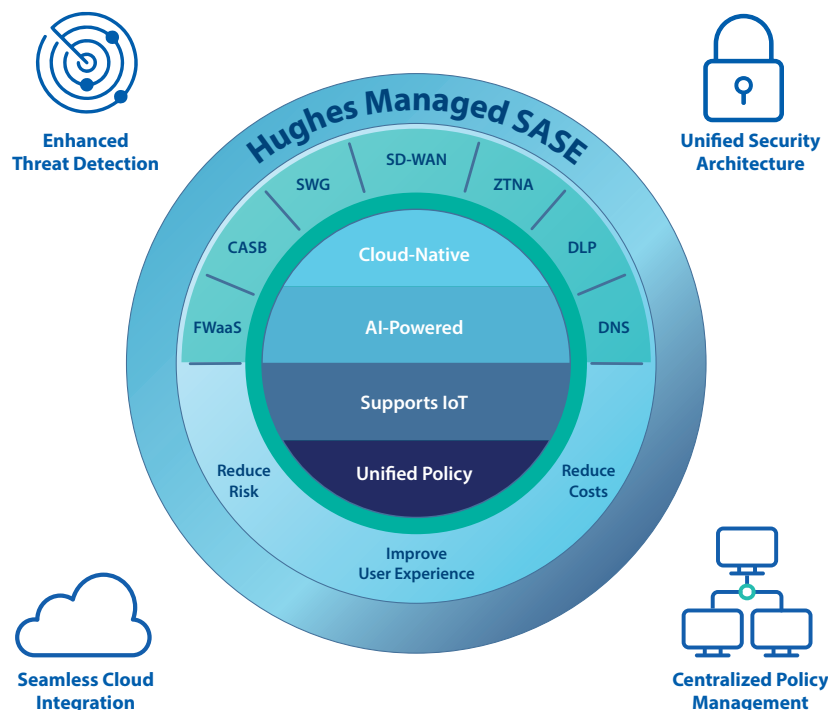 Enhanced
Threat Detection
Unified Security
Architecture
Hughes Managed SASE
FWaaS
CASB
SWG
SD-WAN
ZTNA
DLP
DNS
Cloud-Native
AI-Powered
Supports IoT
Unified Policy
Reduce
Risk
Improve
User Experience
Reduce
Costs
Seamless Cloud
Integration
Centralized Policy
Management